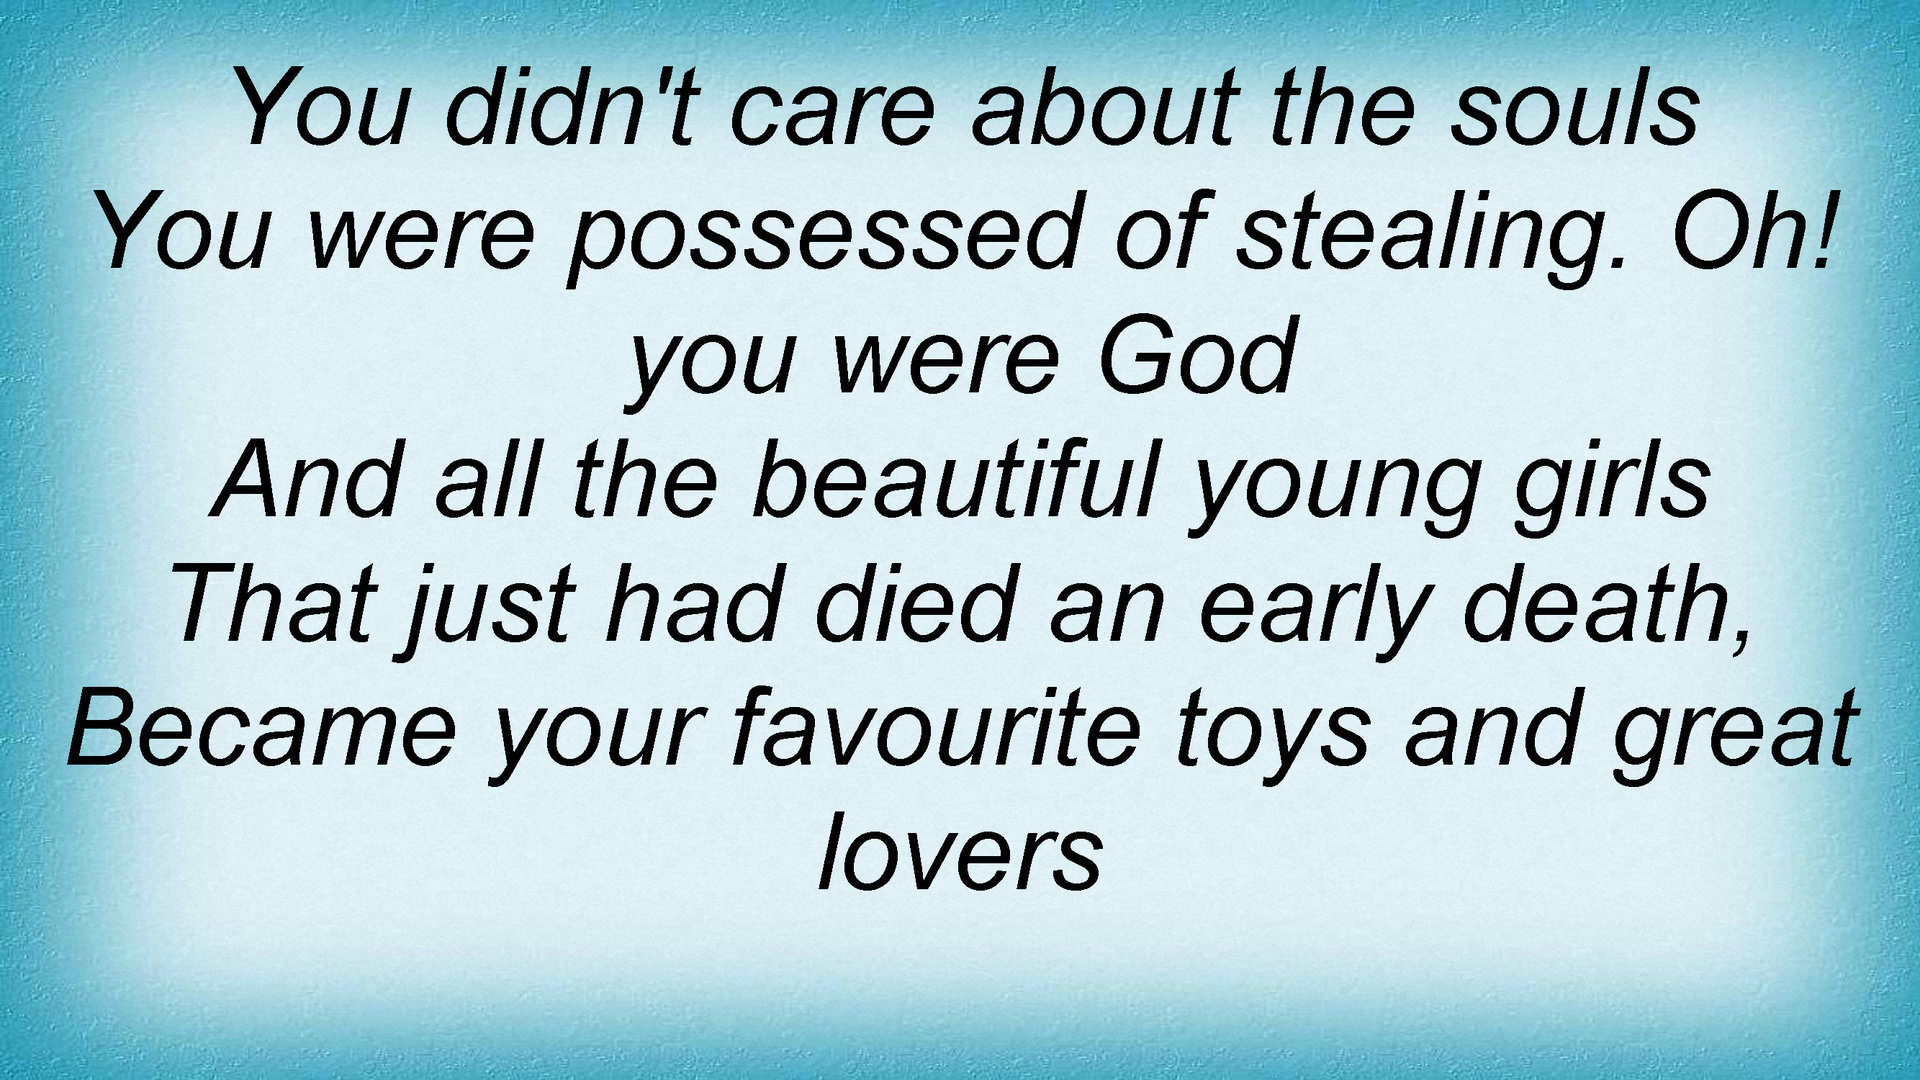 You didn't care about the souls
You were possessed of stealing. Oh!
you were God
And all the beautiful young girls
That just had died an early death,
Became your favourite toys and great
lovers